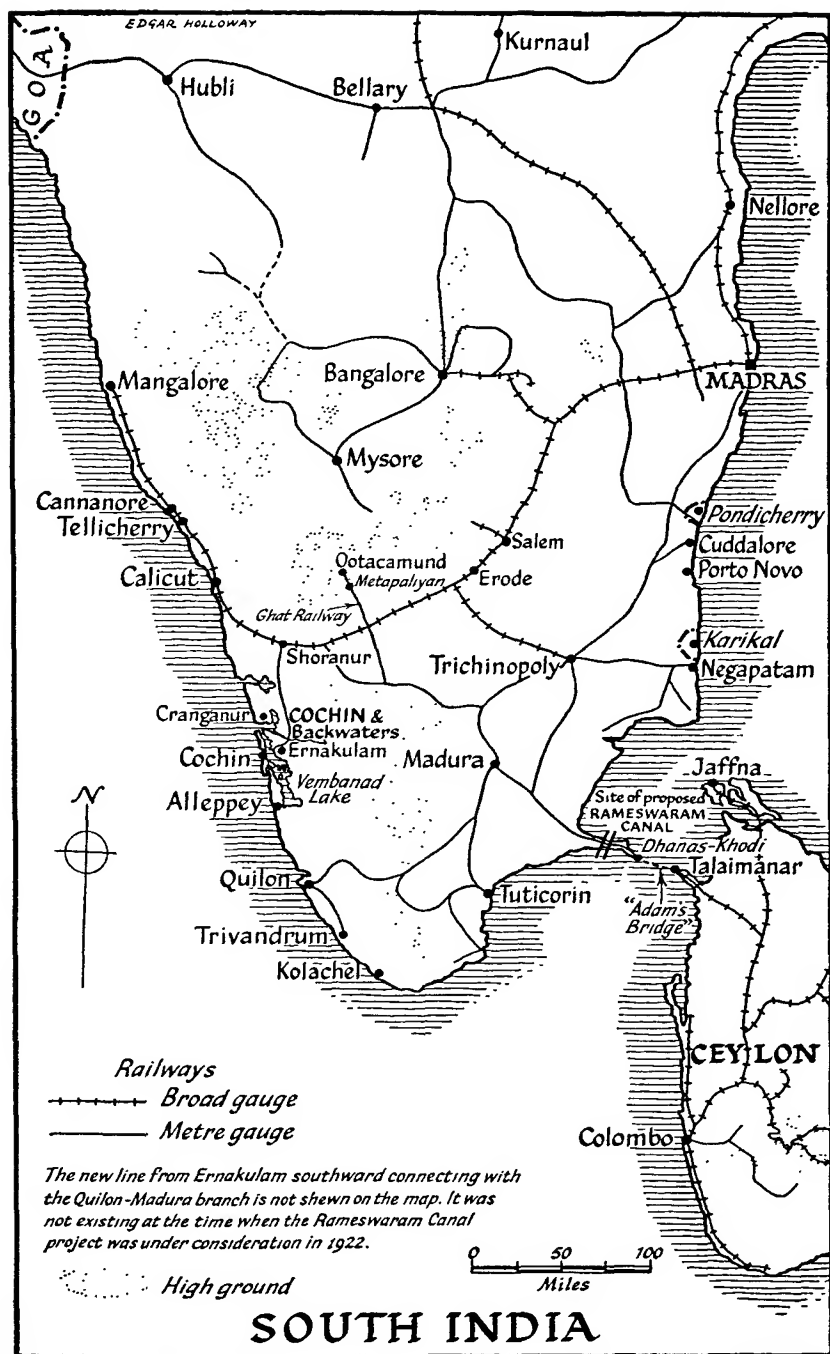 EDGAR HOLLOWAY
GOA
Kurnaul
Hubli
Bellary
Nellore
Mangalore
Bangalore
MADRAS
Mysore
Cannanore
Tellicherry
Pondicherry
Salem
Cuddalore
Ootacamund
Metapaliyan
Erode
Porto Novo
Calicut
Ghat Railway
Shoranur
Trichinopoly
Karikal
Negapatam
Cranganur
COCHIN &
Backwaters
Ernakulam
Cochin
Madura
Jaffna
Vembanad
Lake
Alleppey
Site of proposed
RAMESWARAM
CANAL
Dhanas-Khodi
Talaimanar
N
Quilon
Tuticorin
"Adam's
Bridge"
Trivandrum
Kolachel
CEYLON
Railways
Broad gauge
Metre gauge
Colombo
The new line from Ernakulam southward connecting with
the Quilon-Madura branch is not shewn on the map. It was
not existing at the time when the Rameswaram Canal
project was under consideration in 1922.
0 50 100
Miles
High ground
SOUTH INDIA